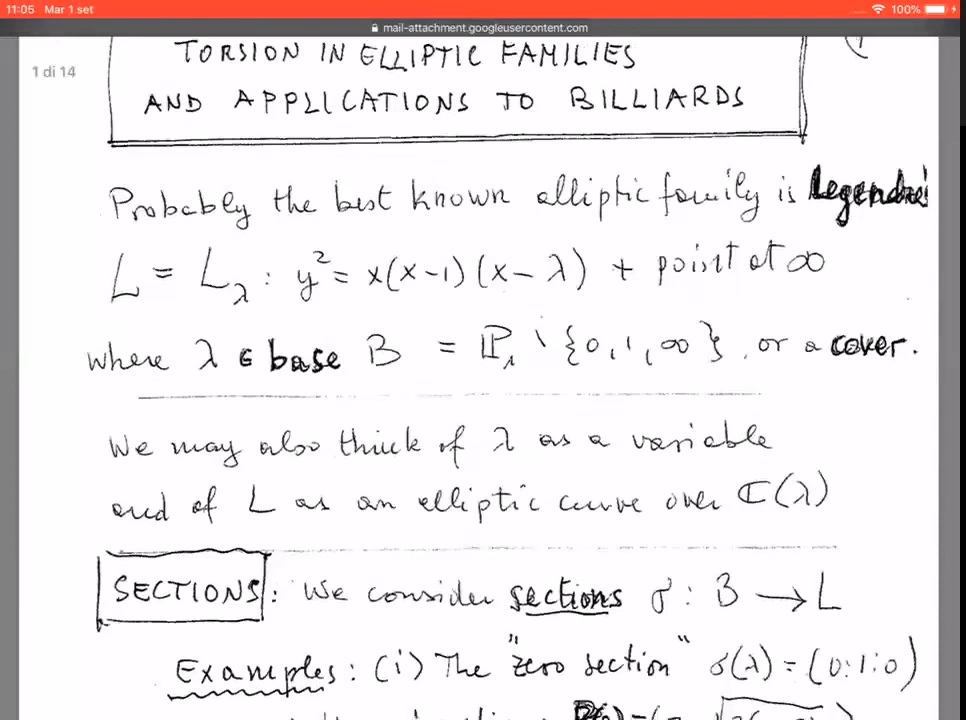 11:05 Mar 1 set
100%
mail-attachment.googleusercontent.com
1 di 14
TORSION IN ELLIPTIC FAMILIES
AND APPLICATIONS TO BILLIARDS
Probably the best known elliptic family is Legendre's
L = L_λ : y² = x(x-1)(x-λ) + point at ∞
where λ ∈ base B = ℙ₁ \ {0, 1, ∞}, or a cover.
We may also think of λ as a variable
and of L as an elliptic curve over ℂ(λ)
SECTIONS: We consider sections σ : B → L
Examples: (i) The "zero section" σ(λ) = (0:1:0)